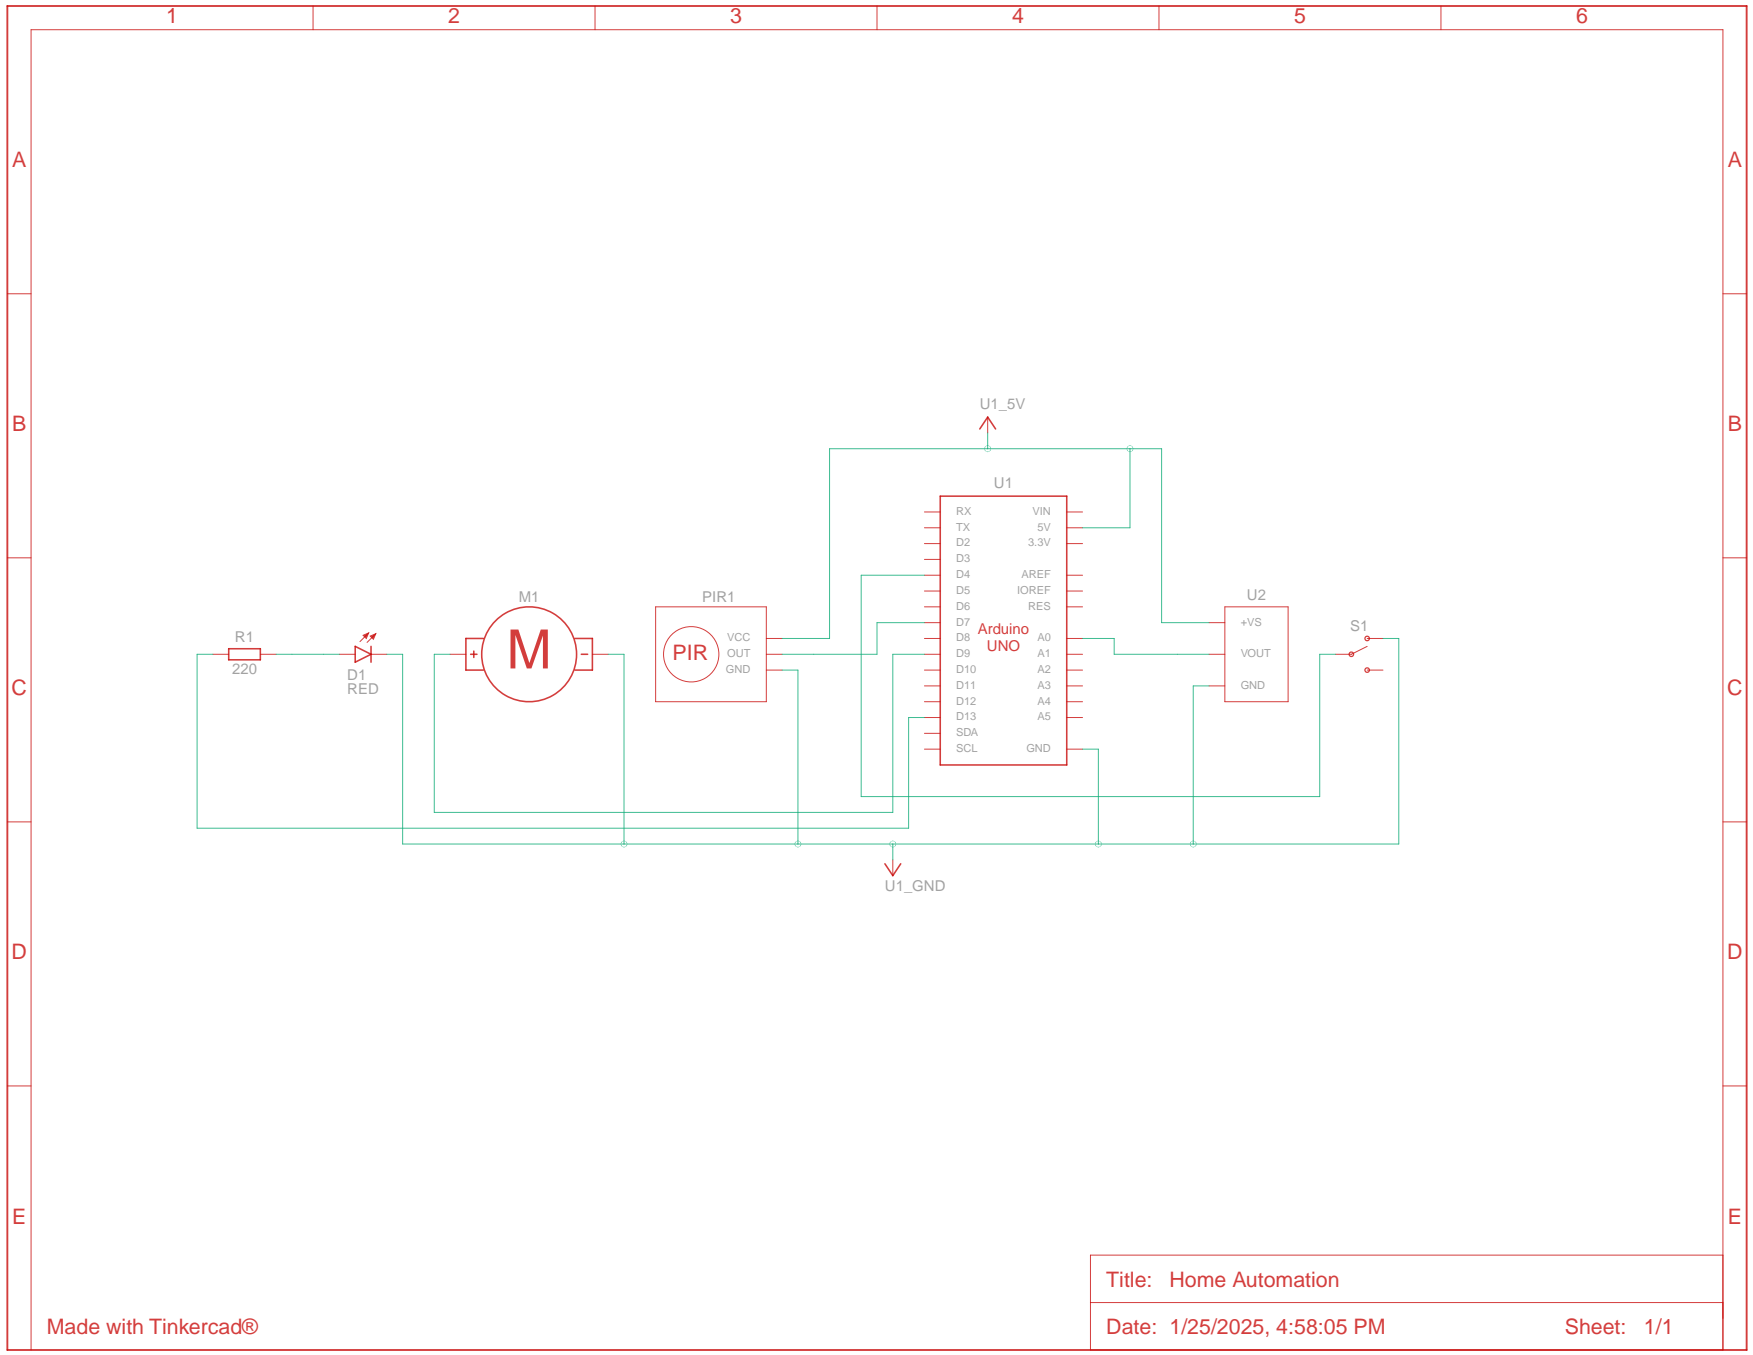 1 2 3 4 5 6
A A
B B
C C
D D
E E
U1_5V
U1
RX VIN
TX 5V
D2 3.3V
D3
D4 AREF
D5 IOREF
D6 RES
D7
D8 A0
D9 A1
D10 A2
D11 A3
D12 A4
D13 A5
SDA
SCL GND
Arduino
UNO
R1
220
D1
RED
M1
+ M -
PIR1
PIR
VCC
OUT
GND
U2
+VS
VOUT
GND
S1
U1_GND
Title: Home Automation
Date: 1/25/2025, 4:58:05 PM Sheet: 1/1
Made with Tinkercad®